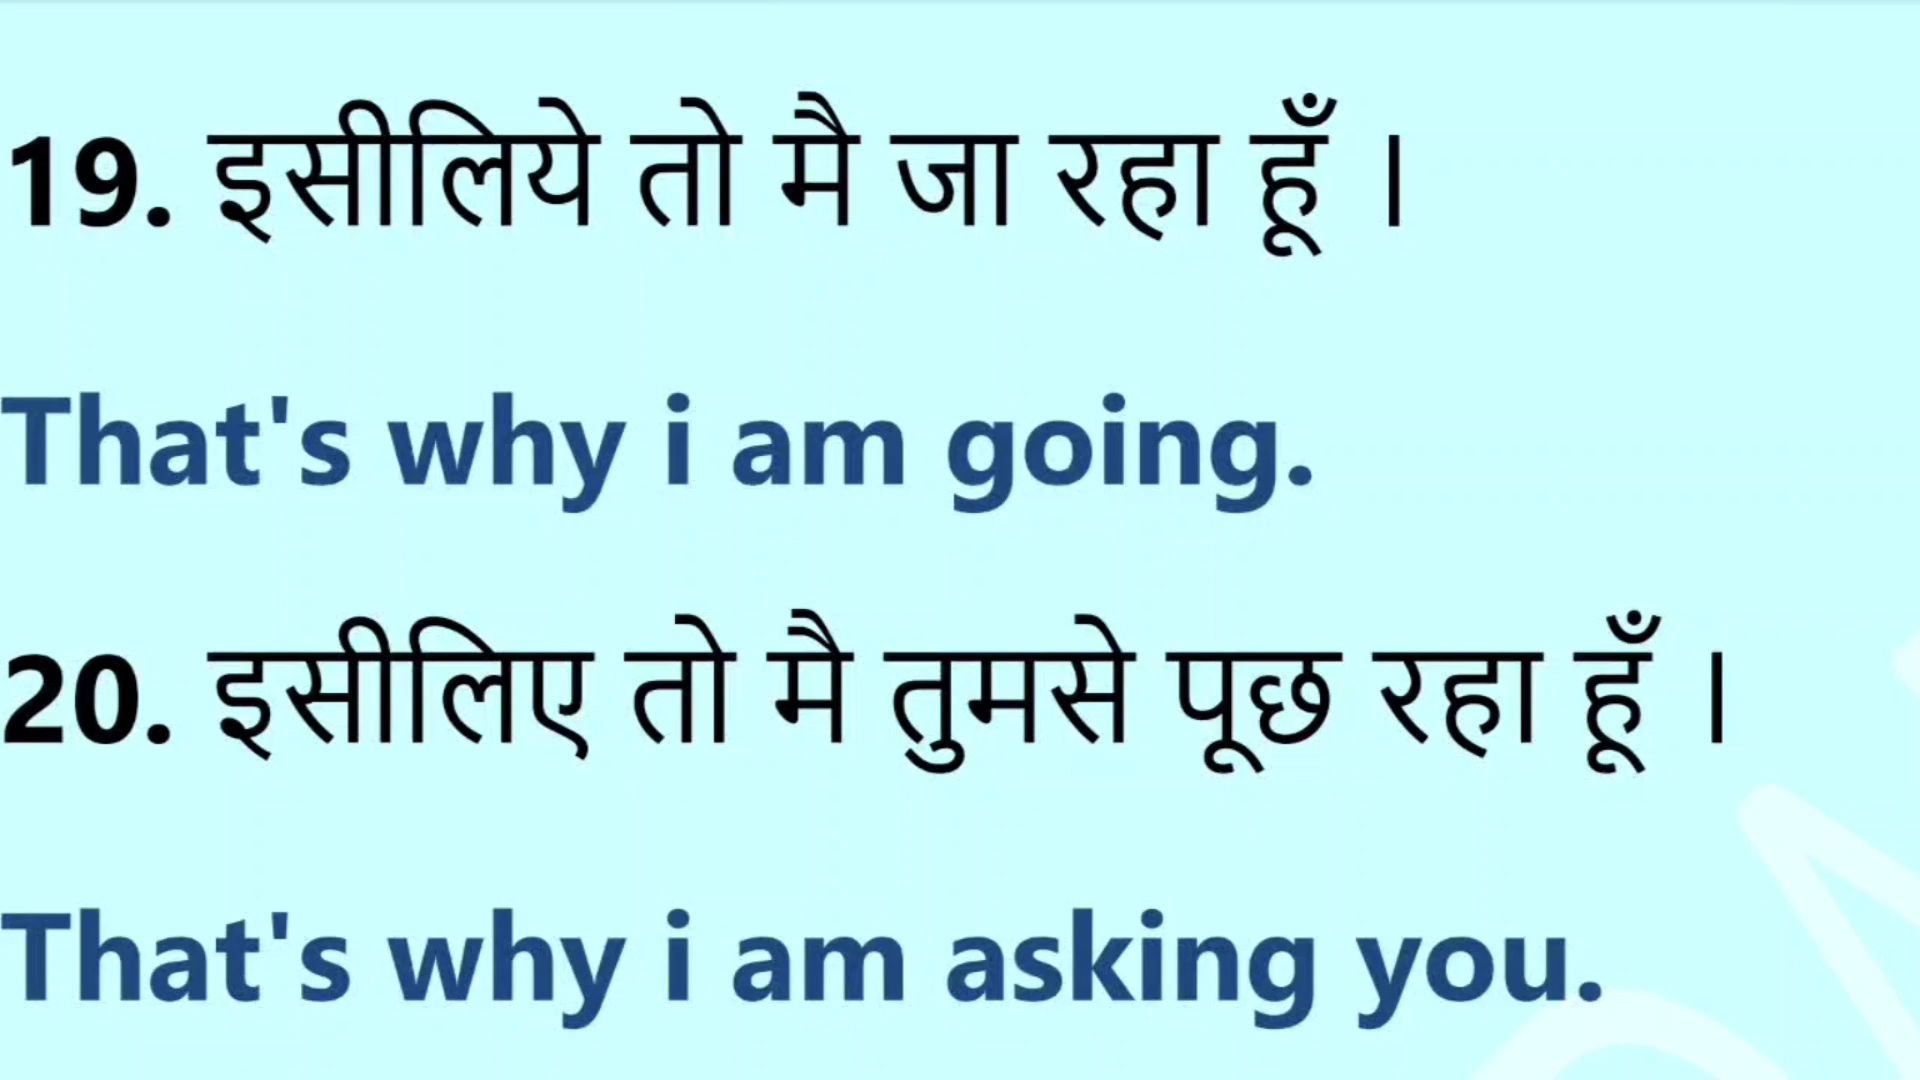 19. इसीलिये तो मै जा रहा हूँ ।
That's why i am going.
20. इसीलिए तो मै तुमसे पूछ रहा हूँ ।
That's why i am asking you.